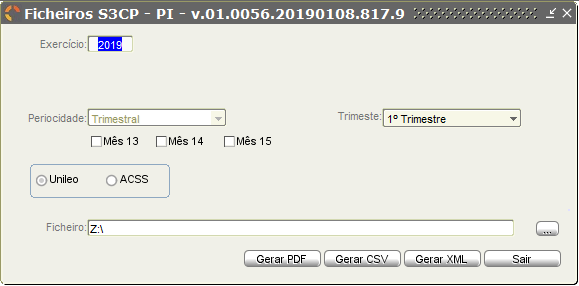 Ficheiros S3CP - PI - v.01.0056.20190108.817.9
Exercício: 2019
Periocidade: Trimestral Trimeste: 1º Trimestre
Mês 13 Mês 14 Mês 15
Unileo ACSS
Ficheiro: Z:\ ...
Gerar PDF Gerar CSV Gerar XML Sair